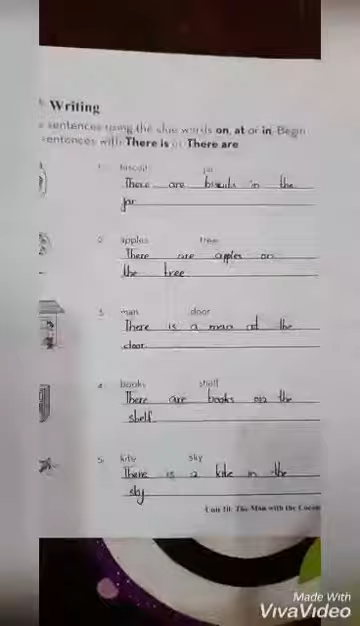 Writing
sentences using the clue words on, at or in. Begin
sentences with There is or There are
1. biscuits jar
There are biscuits in the
jar
2. apples tree
There are apples on
the tree
3. man door
There is a man at the
door
4. books shelf
There are books on the
shelf
5. kite sky
There is a kite in the
sky
Unit 10: The Man with the Cocon
Made With
VivaVideo